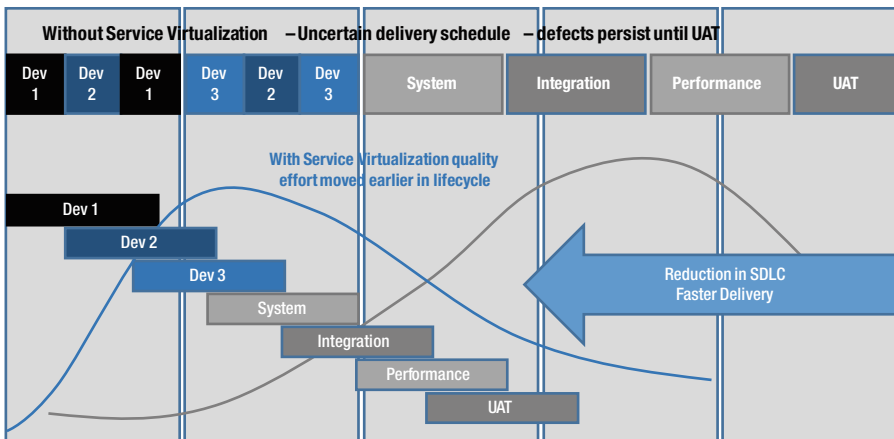 Without Service Virtualization – Uncertain delivery schedule – defects persist until UAT
Dev
1
Dev
2
Dev
1
Dev
3
Dev
2
Dev
3
System
Integration
Performance
UAT
With Service Virtualization quality
effort moved earlier in lifecycle
Dev 1
Dev 2
Dev 3
System
Integration
Performance
UAT
Reduction in SDLC
Faster Delivery